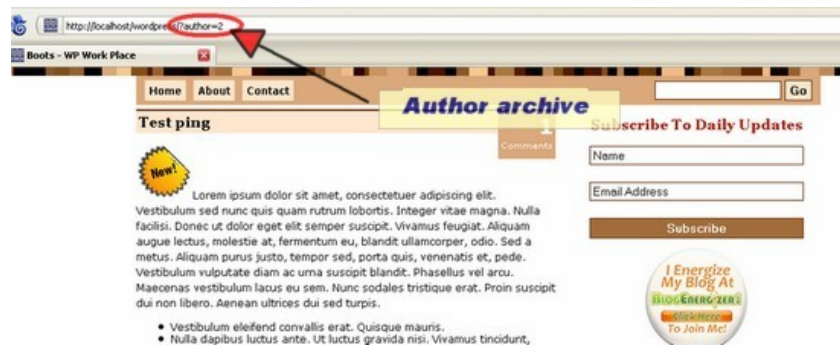 http://localhost/wordpress/?author=2
Boots - WP Work Place
Home About Contact
Go
Author archive
Test ping
1
Comments
Subscribe To Daily Updates
Name
Email Address
Subscribe
New!
Lorem ipsum dolor sit amet, consectetuer adipiscing elit.
Vestibulum sed nunc quis quam rutrum lobortis. Integer vitae magna. Nulla
facilisi. Donec ut dolor eget elit semper suscipit. Vivamus feugiat. Aliquam
augue lectus, molestie at, fermentum eu, blandit ullamcorper, odio. Sed a
metus. Aliquam purus justo, tempor sed, porta quis, venenatis et, pede.
Vestibulum vulputate diam ac urna suscipit blandit. Phasellus vel arcu.
Maecenas vestibulum lacus eu sem. Nunc sodales tristique erat. Proin suscipit
dui non libero. Aenean ultrices dui sed turpis.
• Vestibulum eleifend convallis erat. Quisque mauris.
• Nulla dapibus luctus ante. Ut luctus gravida nisi. Vivamus tincidunt,
I Energize
My Blog At
BlogEnergizer
Click Here
To Join Me!